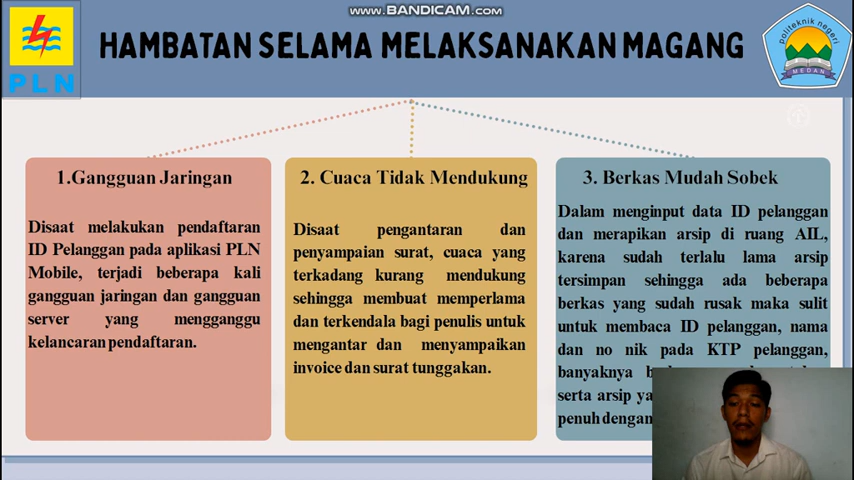 www.BANDICAM.com
HAMBATAN SELAMA MELAKSANAKAN MAGANG
PLN
politeknik negeri
MEDAN
1.Gangguan Jaringan
Disaat melakukan pendaftaran
ID Pelanggan pada aplikasi PLN
Mobile, terjadi beberapa kali
gangguan jaringan dan gangguan
server yang mengganggu
kelancaran pendaftaran.
2. Cuaca Tidak Mendukung
Disaat pengantaran dan
penyampaian surat, cuaca yang
terkadang kurang mendukung
sehingga membuat memperlama
dan terkendala bagi penulis untuk
mengantar dan menyampaikan
invoice dan surat tunggakan.
3. Berkas Mudah Sobek
Dalam menginput data ID pelanggan
dan merapikan arsip di ruang AIL,
karena sudah terlalu lama arsip
tersimpan sehingga ada beberapa
berkas yang sudah rusak maka sulit
untuk membaca ID pelanggan, nama
dan no nik pada KTP pelanggan,
banyaknya
serta arsip
penuh dengan